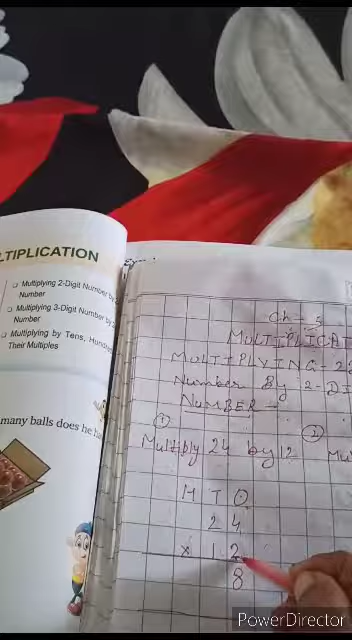 LTIPLICATION
Multiplying 2-Digit Number by
Number
Multiplying 3-Digit Number by
Number
Multiplying by Tens,
Their Multiples
many balls does he
Ch - 5
MULTIPLICAT
MULTIPLYING - 2
Number By 2-DI
NUMBER -
① ②
Multiply 24 by 12
H T O
2 4
× 1 2
8
PowerDirector